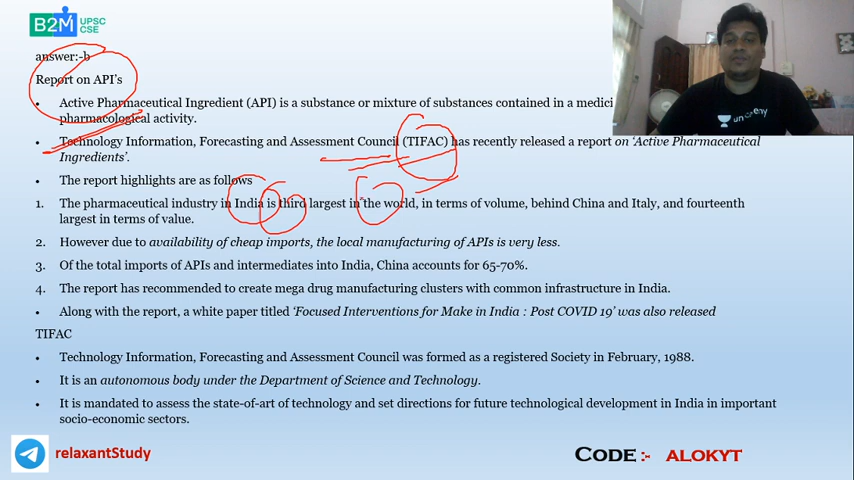 B2M UPSC
CSE
answer:-b
Report on API's
• Active Pharmaceutical Ingredient (API) is a substance or mixture of substances contained in a medici
pharmacological activity.
• Technology Information, Forecasting and Assessment Council (TIFAC) has recently released a report on 'Active Pharmaceutical
Ingredients'.
• The report highlights are as follows
1. The pharmaceutical industry in India is third largest in the world, in terms of volume, behind China and Italy, and fourteenth
largest in terms of value.
2. However due to availability of cheap imports, the local manufacturing of APIs is very less.
3. Of the total imports of APIs and intermediates into India, China accounts for 65-70%.
4. The report has recommended to create mega drug manufacturing clusters with common infrastructure in India.
• Along with the report, a white paper titled 'Focused Interventions for Make in India : Post COVID 19' was also released
TIFAC
• Technology Information, Forecasting and Assessment Council was formed as a registered Society in February, 1988.
• It is an autonomous body under the Department of Science and Technology.
• It is mandated to assess the state-of-art of technology and set directions for future technological development in India in important
socio-economic sectors.
relaxantStudy
CODE :- ALOKYT